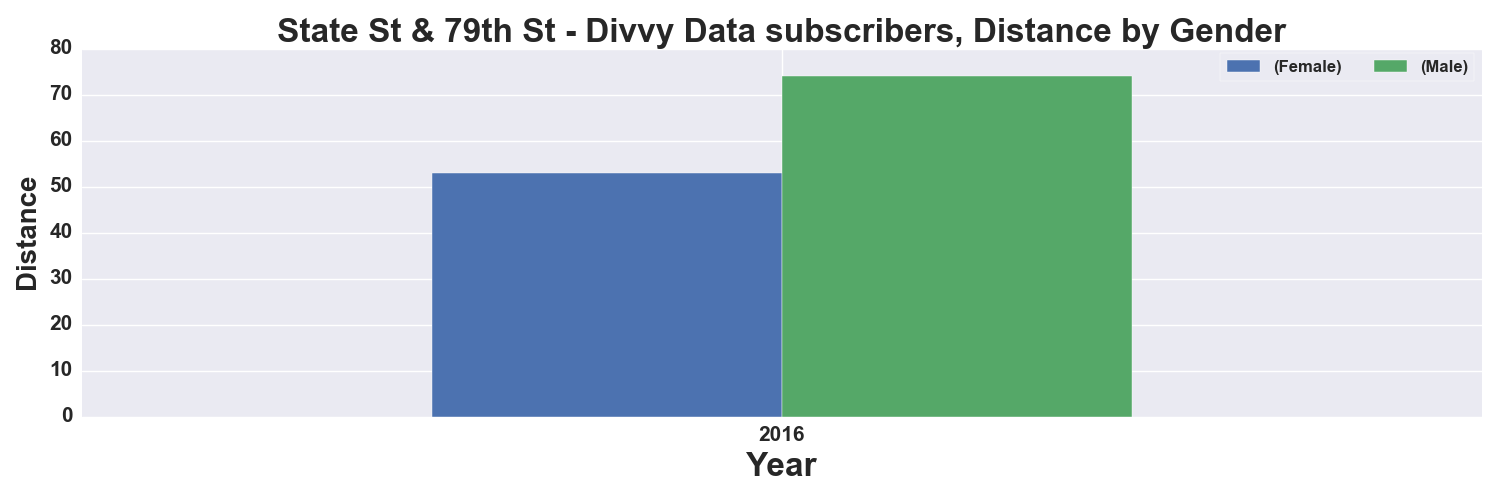 State St & 79th St - Divvy Data subscribers, Distance by Gender
(Female) (Male)
80
70
60
50
40
30
20
10
0
Distance
2016
Year